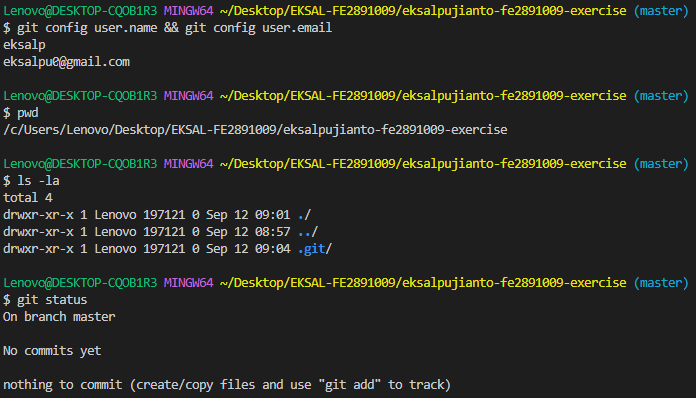 Lenovo@DESKTOP-CQOB1R3 MINGW64 ~/Desktop/EKSAL-FE2891009/eksalpujianto-fe2891009-exercise (master)
$ git config user.name && git config user.email
eksalp
eksalpu0@gmail.com
Lenovo@DESKTOP-CQOB1R3 MINGW64 ~/Desktop/EKSAL-FE2891009/eksalpujianto-fe2891009-exercise (master)
$ pwd
/c/Users/Lenovo/Desktop/EKSAL-FE2891009/eksalpujianto-fe2891009-exercise
Lenovo@DESKTOP-CQOB1R3 MINGW64 ~/Desktop/EKSAL-FE2891009/eksalpujianto-fe2891009-exercise (master)
$ ls -la
total 4
drwxr-xr-x 1 Lenovo 197121 0 Sep 12 09:01 ./
drwxr-xr-x 1 Lenovo 197121 0 Sep 12 08:57 ../
drwxr-xr-x 1 Lenovo 197121 0 Sep 12 09:04 .git/
Lenovo@DESKTOP-CQOB1R3 MINGW64 ~/Desktop/EKSAL-FE2891009/eksalpujianto-fe2891009-exercise (master)
$ git status
On branch master
No commits yet
nothing to commit (create/copy files and use "git add" to track)